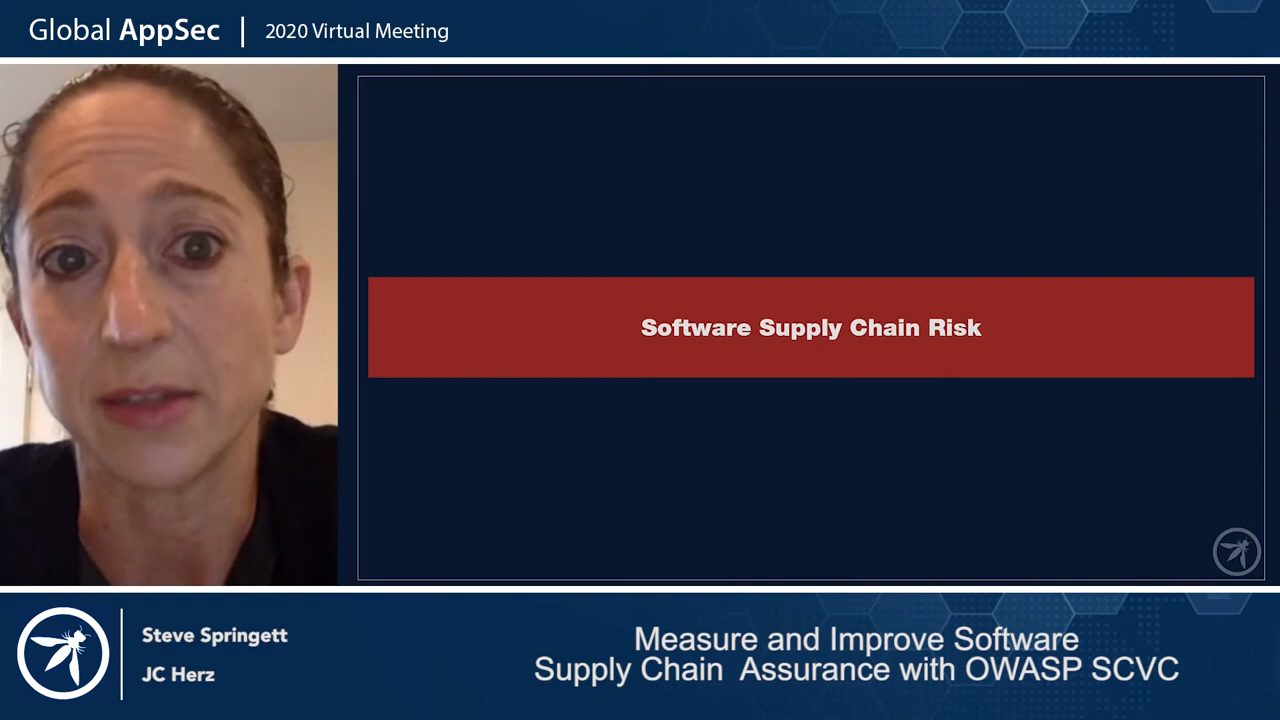 Global AppSec | 2020 Virtual Meeting
Software Supply Chain Risk
Steve Springett
JC Herz
Measure and Improve Software
Supply Chain Assurance with OWASP SCVC